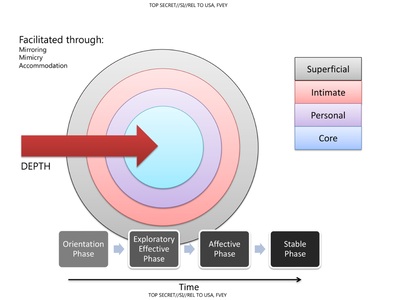 TOP SECRET//SI//REL TO USA, FVEY
Facilitated through:
Mirroring
Mimicry
Accommodation
Superficial
Intimate
Personal
Core
DEPTH
Orientation
Phase
Exploratory
Effective
Phase
Affective
Phase
Stable
Phase
Time
TOP SECRET//SI//REL TO USA, FVEY